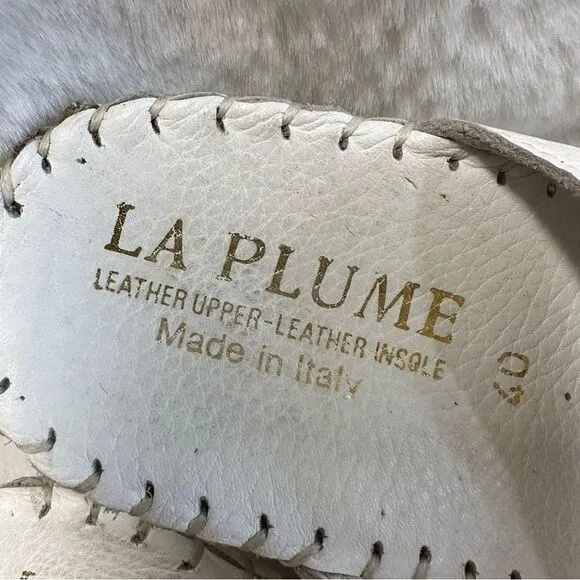 LA PLUME
LEATHER UPPER-LEATHER INSOLE
Made in Italy
40